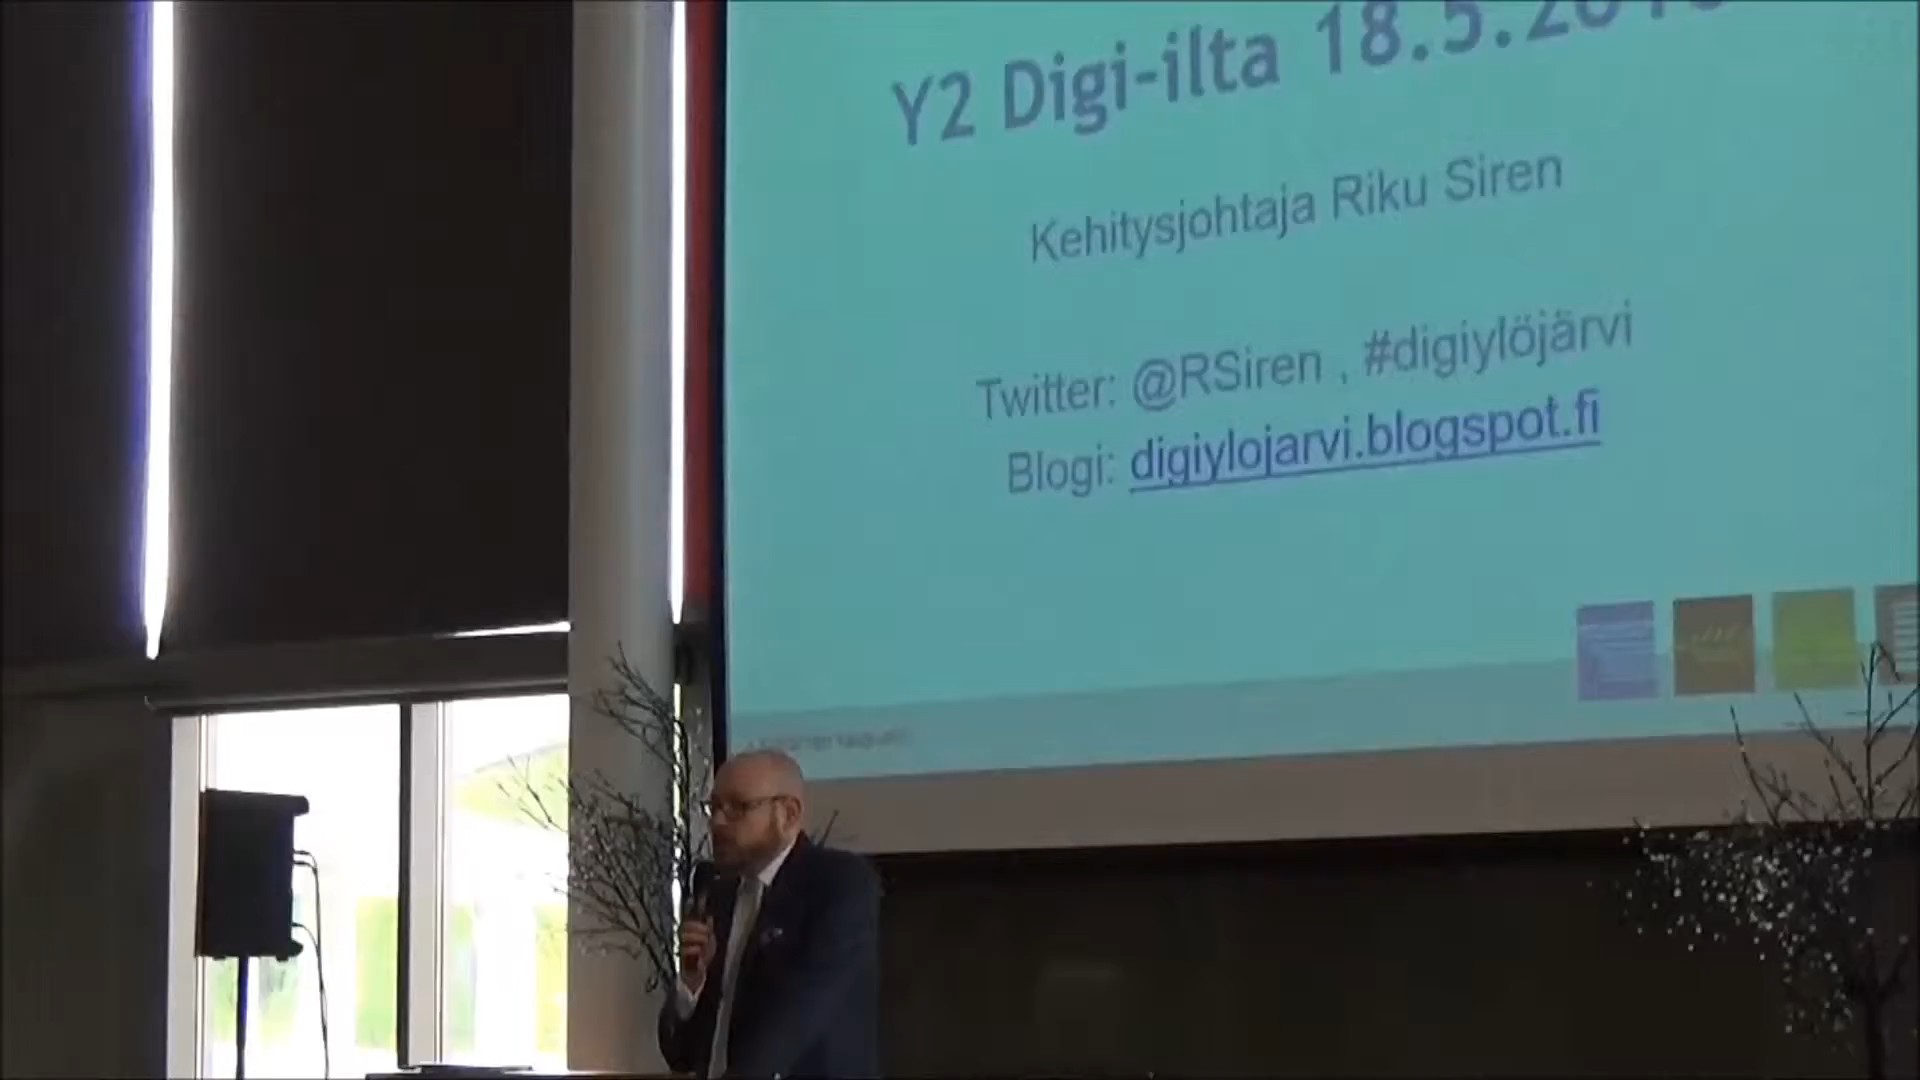 Y2 Digi-ilta 18.5.
Kehitysjohtaja Riku Siren
Twitter: @RSiren , #digiylöjärvi
Blogi: digiylojarvi.blogspot.fi